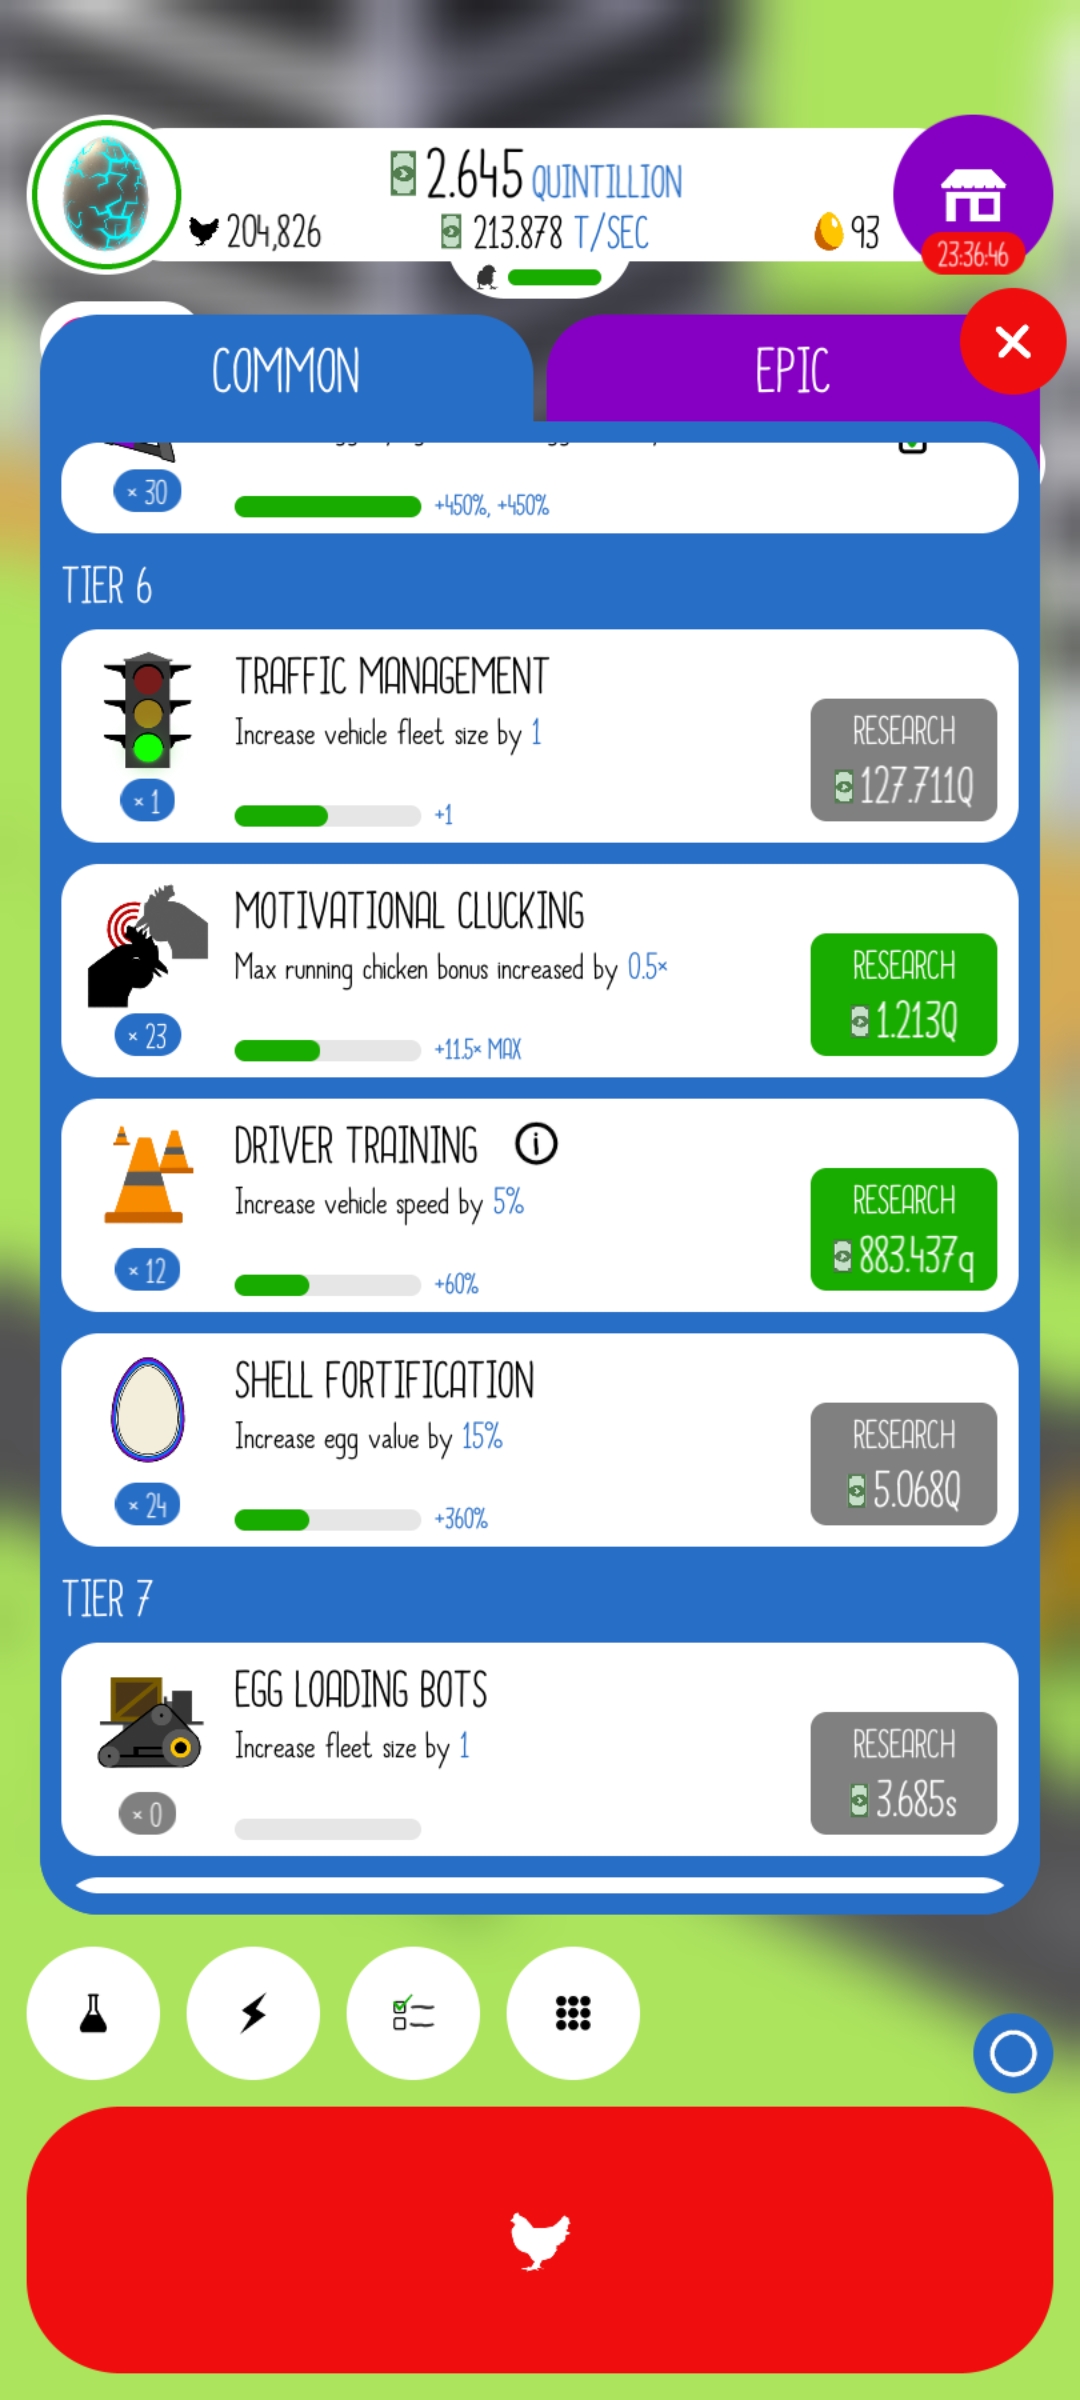 2.645 QUINTILLION
204,826
213.878 T/SEC
93
23:36:46
COMMON
EPIC
× 30
+450%, +450%
TIER 6
TRAFFIC MANAGEMENT
Increase vehicle fleet size by 1
RESEARCH
127.711Q
× 1
+1
MOTIVATIONAL CLUCKING
Max running chicken bonus increased by 0.5×
RESEARCH
1.213Q
× 23
+11.5× MAX
DRIVER TRAINING i
Increase vehicle speed by 5%
RESEARCH
883.437q
× 12
+60%
SHELL FORTIFICATION
Increase egg value by 15%
RESEARCH
5.068Q
× 24
+360%
TIER 7
EGG LOADING BOTS
Increase fleet size by 1
RESEARCH
3.685s
× 0